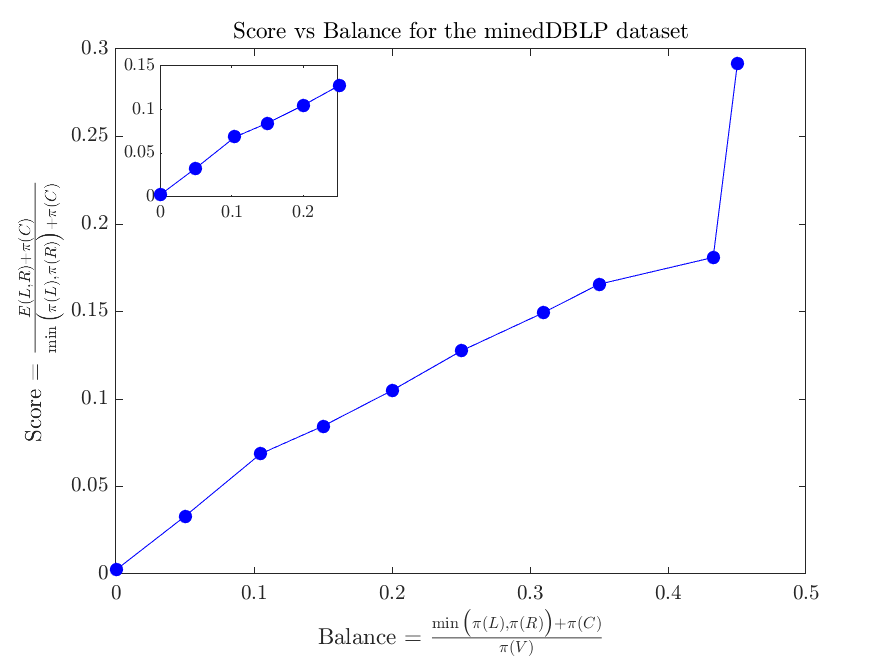 Score vs Balance for the minedDBLP dataset
0.3
0.25
0.2
0.15
0.1
0.05
0
0.15
0.1
0.05
0
0 0.1 0.2
0 0.1 0.2 0.3 0.4 0.5
Score = \frac{E(L,R)+π(C)}{\min(π(L),π(R))+π(C)}
Balance = \frac{\min(π(L),π(R))+π(C)}{π(V)}